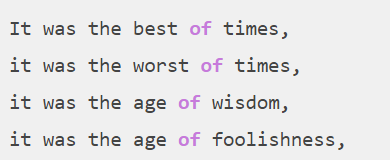 It was the best of times,
it was the worst of times,
it was the age of wisdom,
it was the age of foolishness,